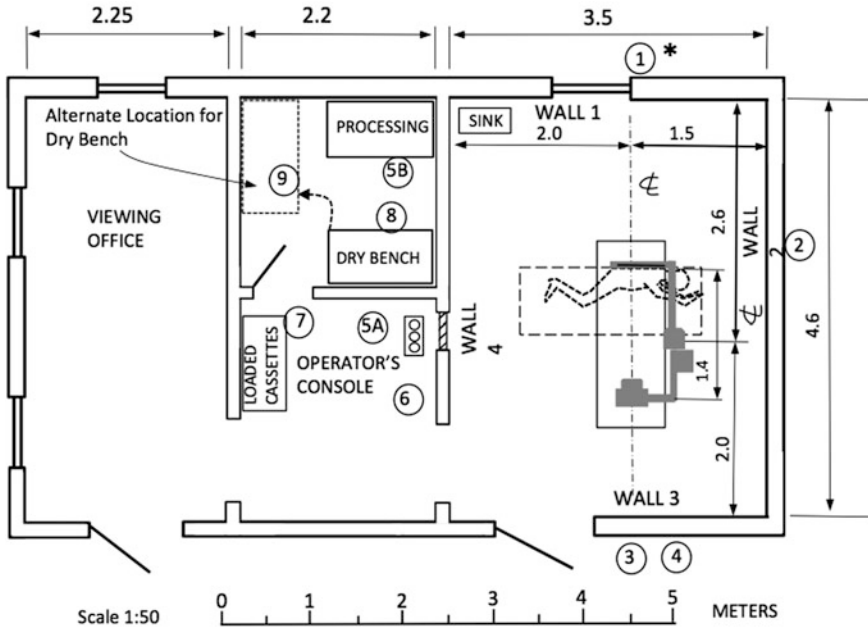 2.25
2.2
3.5
1 *
Alternate Location for
Dry Bench
PROCESSING
SINK
WALL 1
2.0
1.5
5B
9
℄
VIEWING
OFFICE
8
2.6
WALL
2
2
DRY BENCH
℄
4.6
7
5A
WALL
4
LOADED
CASSETTES
OPERATOR'S
CONSOLE
1.4
6
2.0
WALL 3
3
4
Scale 1:50
0 1 2 3 4 5
METERS